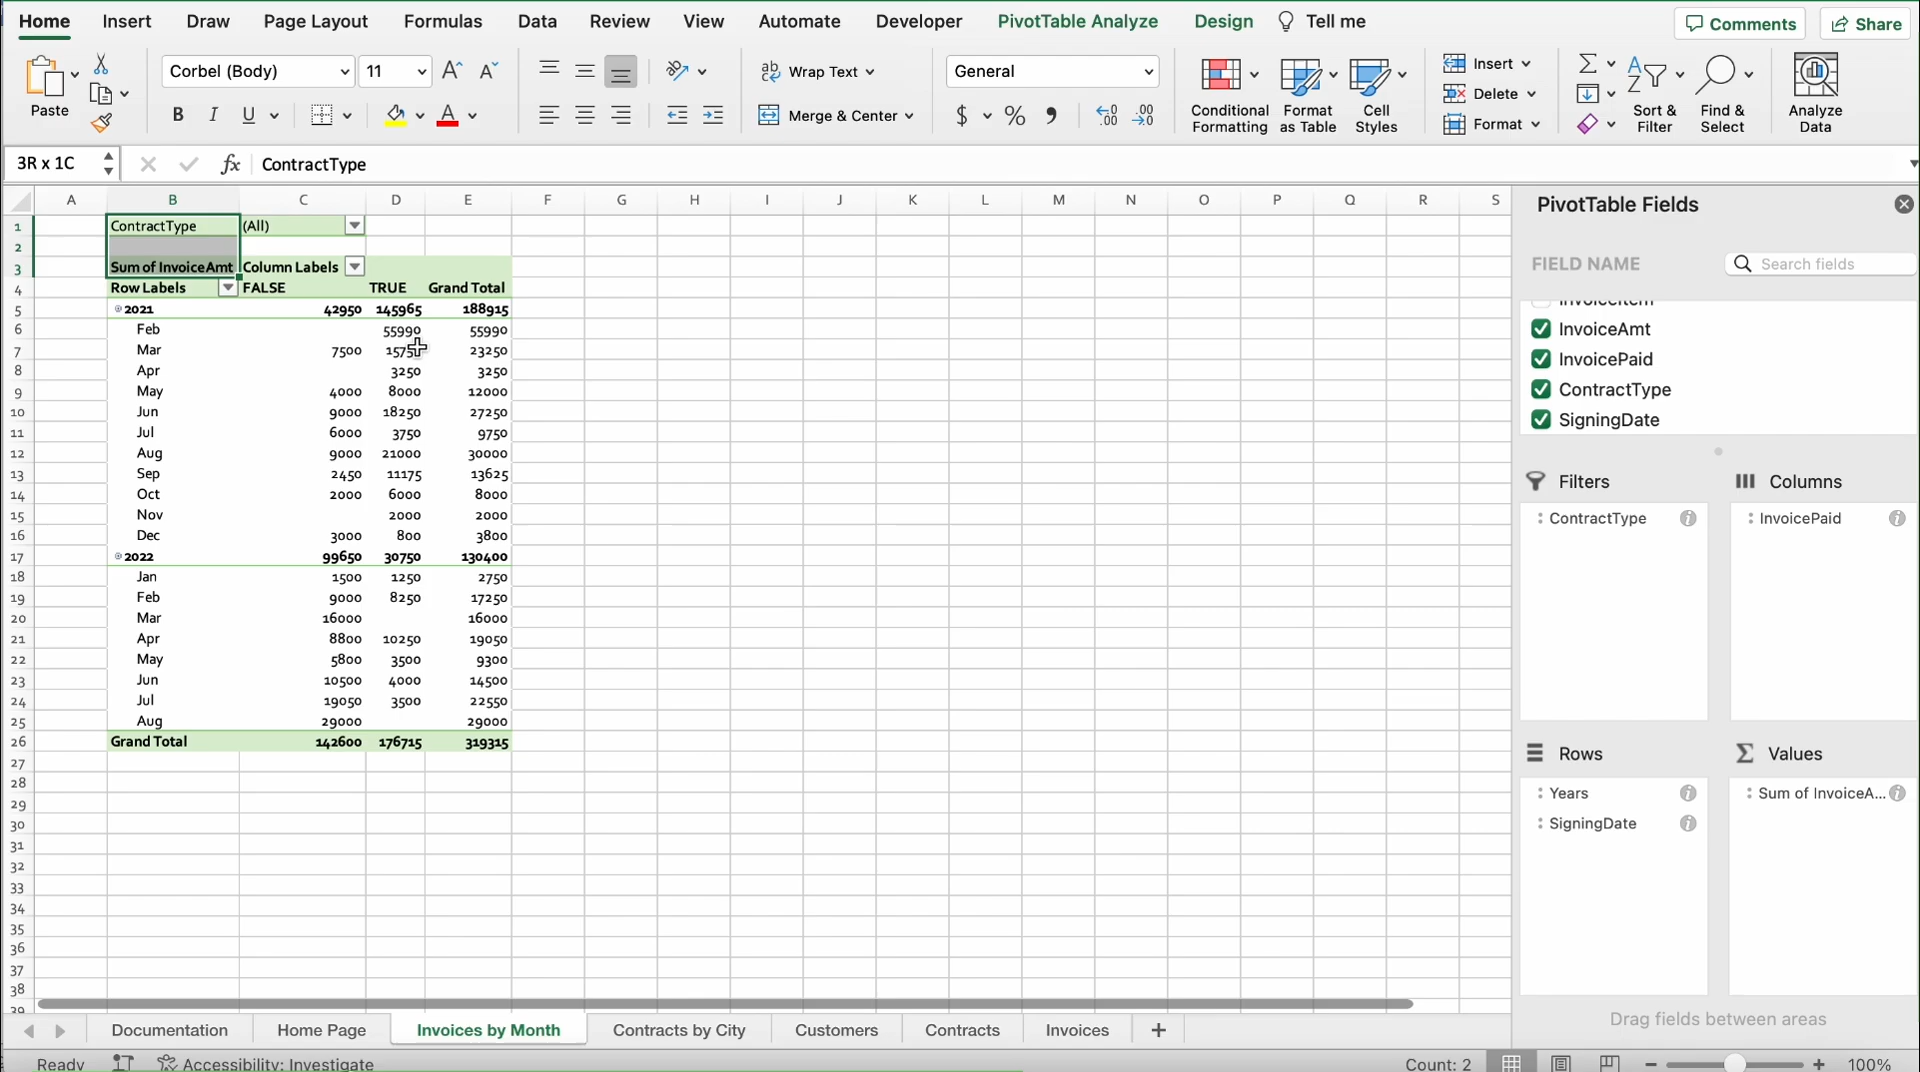 Home Insert Draw Page Layout Formulas Data Review View Automate Developer PivotTable Analyze Design Tell me Comments Share
Paste Corbel (Body) 11 A A ab Wrap Text General Conditional Formatting Format as Table Cell Styles Insert Delete Format Sort & Filter Find & Select Analyze Data
B I U A Merge & Center $ % .00 .00
3R x 1C fx ContractType
A B C D E F G H I J K L M N O P Q R S
1 ContractType (All)
2
3 Sum of InvoiceAmt Column Labels
4 Row Labels FALSE TRUE Grand Total
5 2021 42950 145965 188915
6 Feb 55990 55990
7 Mar 7500 23250
8 Apr 3250 3250
9 May 4000 8000 12000
10 Jun 9000 18250 27250
11 Jul 6000 3750 9750
12 Aug 9000 21000 30000
13 Sep 2450 11175 13625
14 Oct 2000 6000 8000
15 Nov 2000 2000
16 Dec 3000 800 3800
17 2022 99650 30750 130400
18 Jan 1500 1250 2750
19 Feb 9000 8250 17250
20 Mar 16000 16000
21 Apr 8800 10250 19050
22 May 5800 3500 9300
23 Jun 10500 4000 14500
24 Jul 19050 3500 22550
25 Aug 29000 29000
26 Grand Total 142600 176715 319315
27
28
29
30
31
32
33
34
35
36
37
38
PivotTable Fields
FIELD NAME Search fields
InvoiceAmt
InvoicePaid
ContractType
SigningDate
Filters Columns
ContractType InvoicePaid
Rows Values
Years Sum of InvoiceA...
SigningDate
Drag fields between areas
Documentation Home Page Invoices by Month Contracts by City Customers Contracts Invoices +
Ready Accessibility: Investigate Count: 2 100%